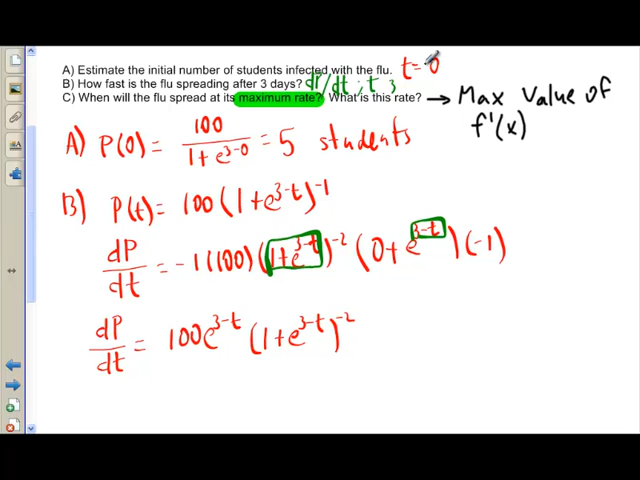 A) Estimate the initial number of students infected with the flu. t=0
B) How fast is the flu spreading after 3 days? dP/dt ; t 3
C) When will the flu spread at its maximum rate? What is this rate? → Max Value of
f'(x)
A) P(0) = 100 / (1+e^(3-0)) = 5 students
B) P(t) = 100(1+e^(3-t))^(-1)
dP/dt = -1(100)(1+e^(3-t))^(-2) (0+e^(3-t))(-1)
dP/dt = 100e^(3-t) (1+e^(3-t))^(-2)